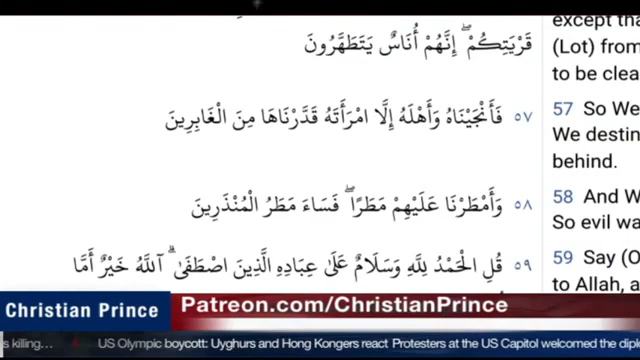 except tha
قَرْيَتِكُمْ ۖ إِنَّهُمْ أُنَاسٌ يَتَطَهَّرُونَ
(Lot) from
to be clea
٥٧ فَأَنْجَيْنَاهُ وَأَهْلَهُ إِلَّا امْرَأَتَهُ قَدَّرْنَاهَا مِنَ الْغَابِرِينَ
57 So We
We destin
behind.
٥٨ وَأَمْطَرْنَا عَلَيْهِمْ مَطَرًا ۖ فَسَاءَ مَطَرُ الْمُنْذَرِينَ
58 And W
So evil wa
٥٩ قُلِ الْحَمْدُ لِلَّهِ وَسَلَامٌ عَلَىٰ عِبَادِهِ الَّذِينَ اصْطَفَىٰ ۗ آللَّهُ خَيْرٌ أَمَّا
59 Say (O
to Allah, a
Christian Prince
Patreon.com/ChristianPrince
s killing... US Olympic boycott: Uyghurs and Hong Kongers react Protesters at the US Capitol welcomed the dipl